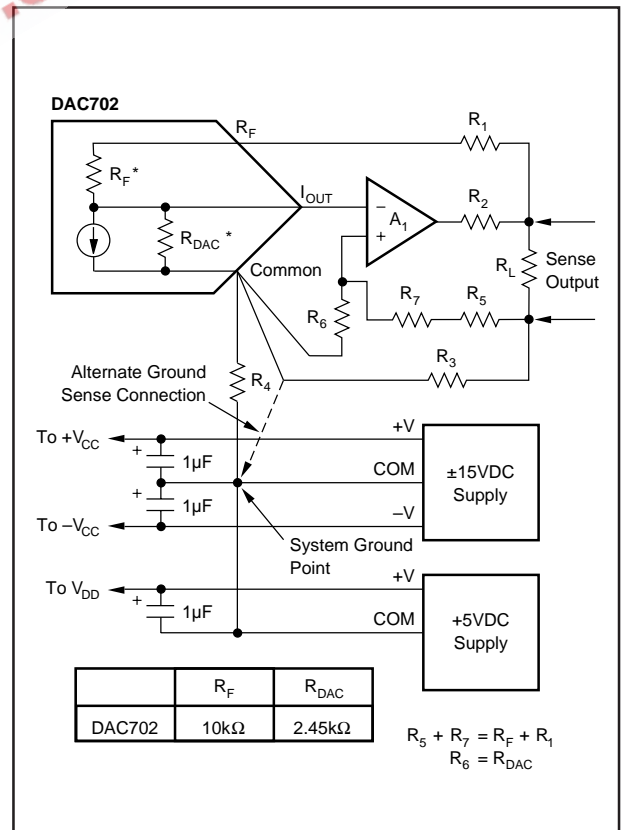 DAC702
R_F
R_1
R_F *
I_OUT
–
A_1
+
R_2
R_DAC *
R_L
Sense
Output
Common
R_6
R_7
R_5
R_3
Alternate Ground
Sense Connection
R_4
To +V_CC
+V
+
1µF
COM
±15VDC
Supply
+
1µF
To –V_CC
–V
System Ground
Point
To V_DD
+V
+
1µF
COM
+5VDC
Supply
R_F R_DAC
DAC702 10kΩ 2.45kΩ
R_5 + R_7 = R_F + R_1
R_6 = R_DAC